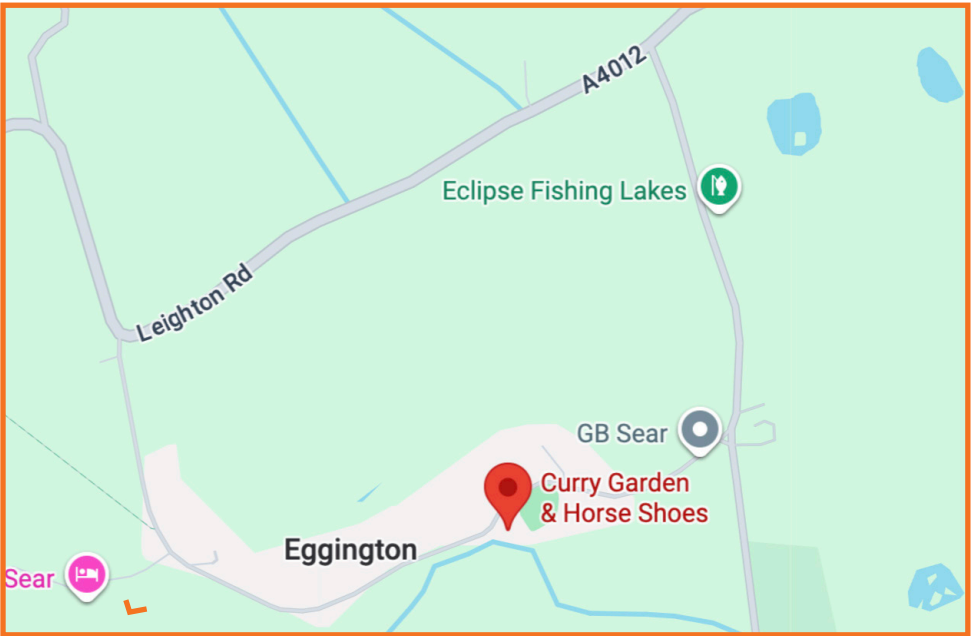 A4012
Eclipse Fishing Lakes
Leighton Rd
GB Sear
Curry Garden
& Horse Shoes
Eggington
Sear